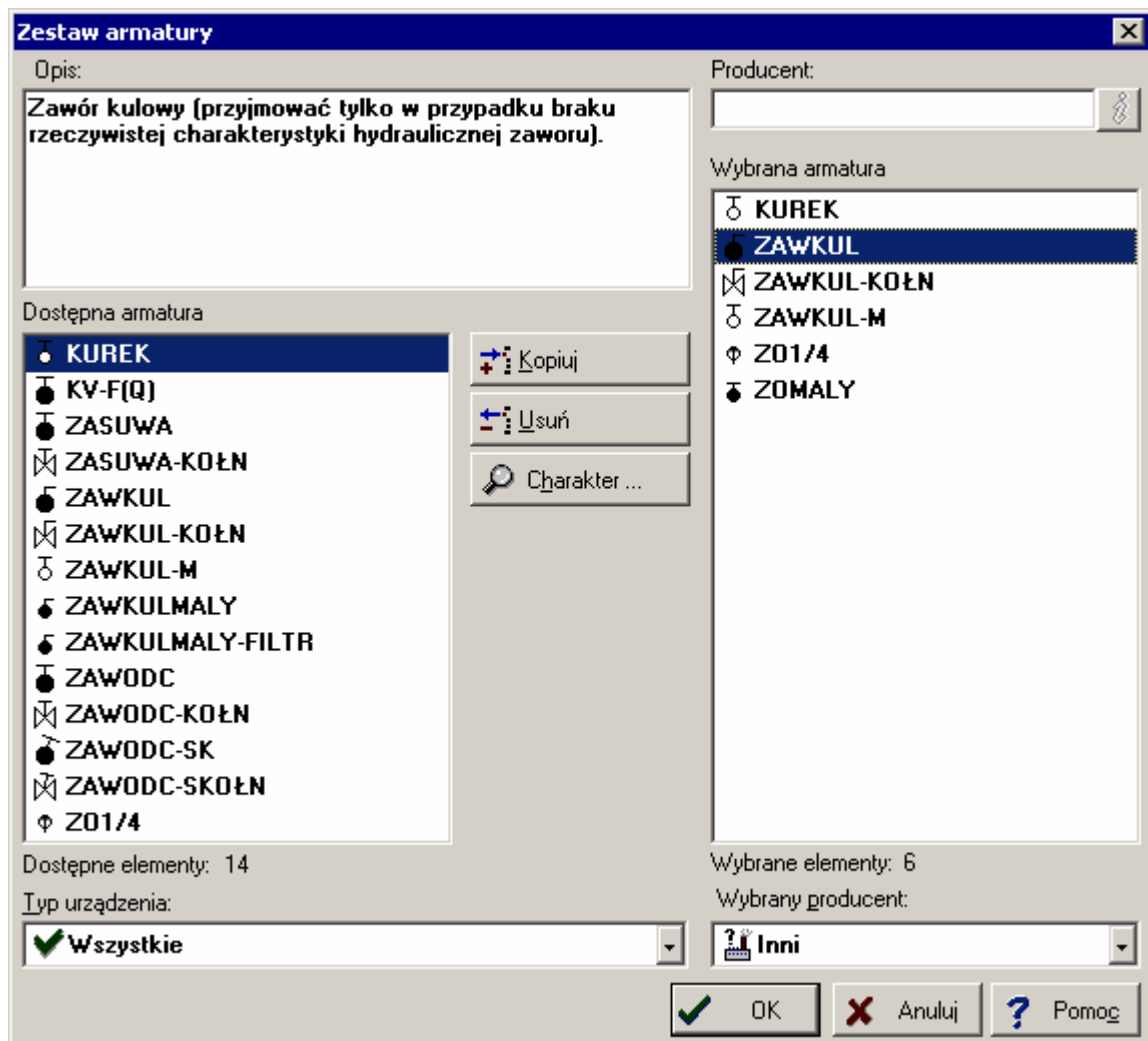 Zestaw armatury
Opis:
Zawór kulowy (przyjmować tylko w przypadku braku
rzeczywistej charakterystyki hydraulicznej zaworu).
Producent:
Wybrana armatura
KUREK
ZAWKUL
ZAWKUL-KOŁN
ZAWKUL-M
ZO1/4
ZOMALY
Dostępna armatura
KUREK
KV-F(Q)
ZASUWA
ZASUWA-KOŁN
ZAWKUL
ZAWKUL-KOŁN
ZAWKUL-M
ZAWKULMALY
ZAWKULMALY-FILTR
ZAWODC
ZAWODC-KOŁN
ZAWODC-SK
ZAWODC-SKOŁN
ZO1/4
Kopiuj
Usuń
Charakter ...
Dostępne elementy: 14
Wybrane elementy: 6
Typ urządzenia:
Wszystkie
Wybrany producent:
Inni
OK
Anuluj
Pomoc